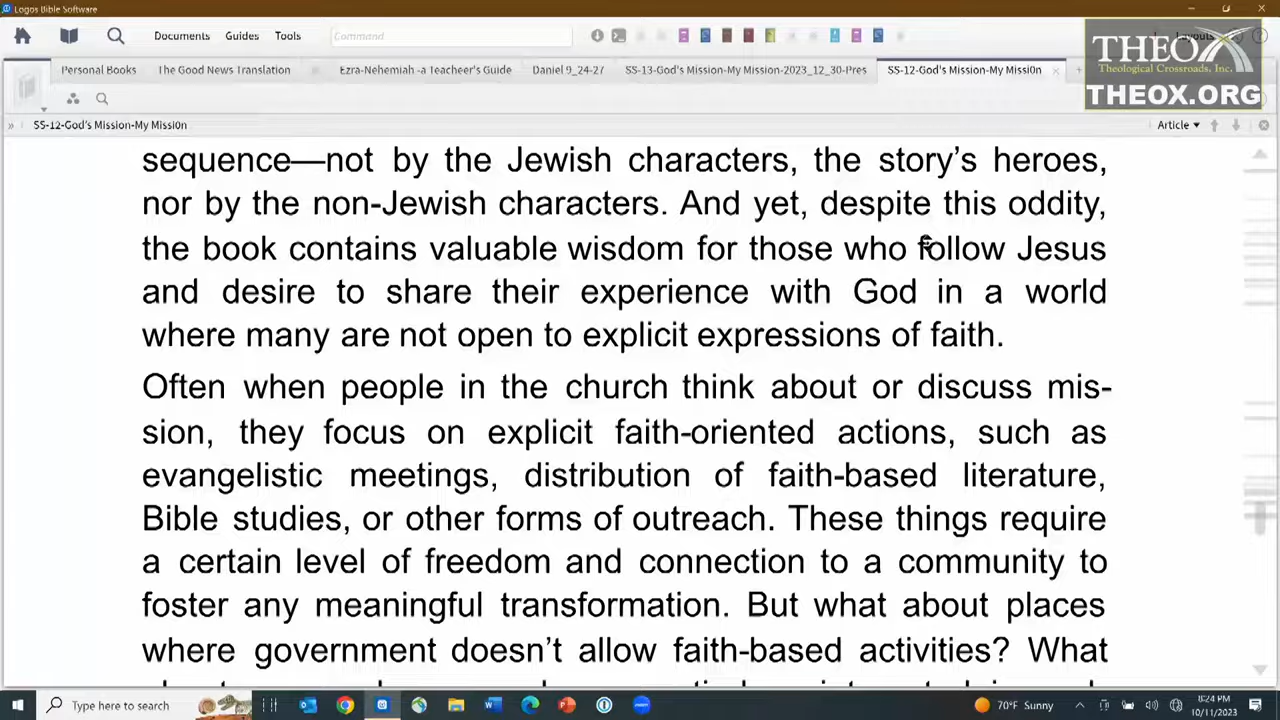 Logos Bible Software
Documents Guides Tools Command
THEOX
Theological Crossroads, Inc.
THEOX.ORG
Personal Books The Good News Translation Guide Daniel 9_24-27 SS-13-God's Mission-My Mission-2023_12_30-Pres SS-12-God's Mission-My Missi0n
SS-12-God's Mission-My Missi0n Article
sequence—not by the Jewish characters, the story's heroes,
nor by the non-Jewish characters. And yet, despite this oddity,
the book contains valuable wisdom for those who follow Jesus
and desire to share their experience with God in a world
where many are not open to explicit expressions of faith.
Often when people in the church think about or discuss mis-
sion, they focus on explicit faith-oriented actions, such as
evangelistic meetings, distribution of faith-based literature,
Bible studies, or other forms of outreach. These things require
a certain level of freedom and connection to a community to
foster any meaningful transformation. But what about places
where government doesn't allow faith-based activities? What
Type here to search
70°F Sunny
8:24 PM
10/11/2023